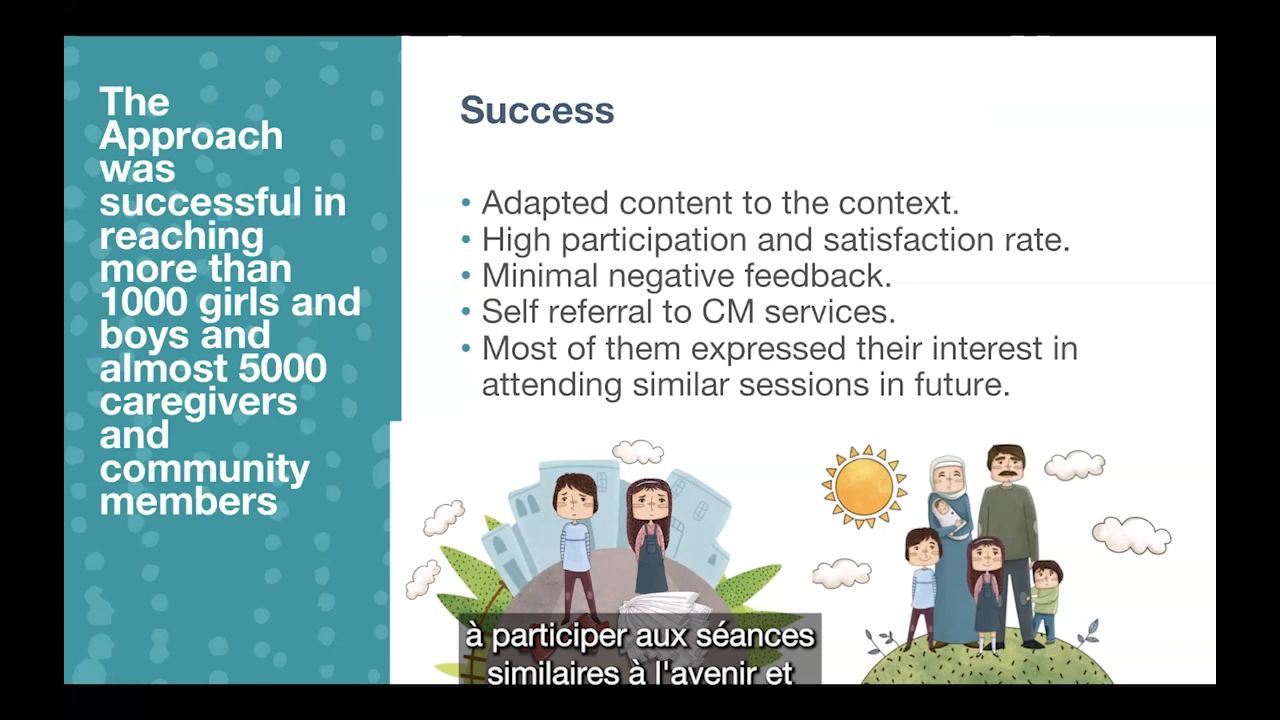 The
Approach
was
successful in
reaching
more than
1000 girls and
boys and
almost 5000
caregivers
and
community
members
Success
• Adapted content to the context.
• High participation and satisfaction rate.
• Minimal negative feedback.
• Self referral to CM services.
• Most of them expressed their interest in
attending similar sessions in future.
à participer aux séances
similaires à l'avenir et